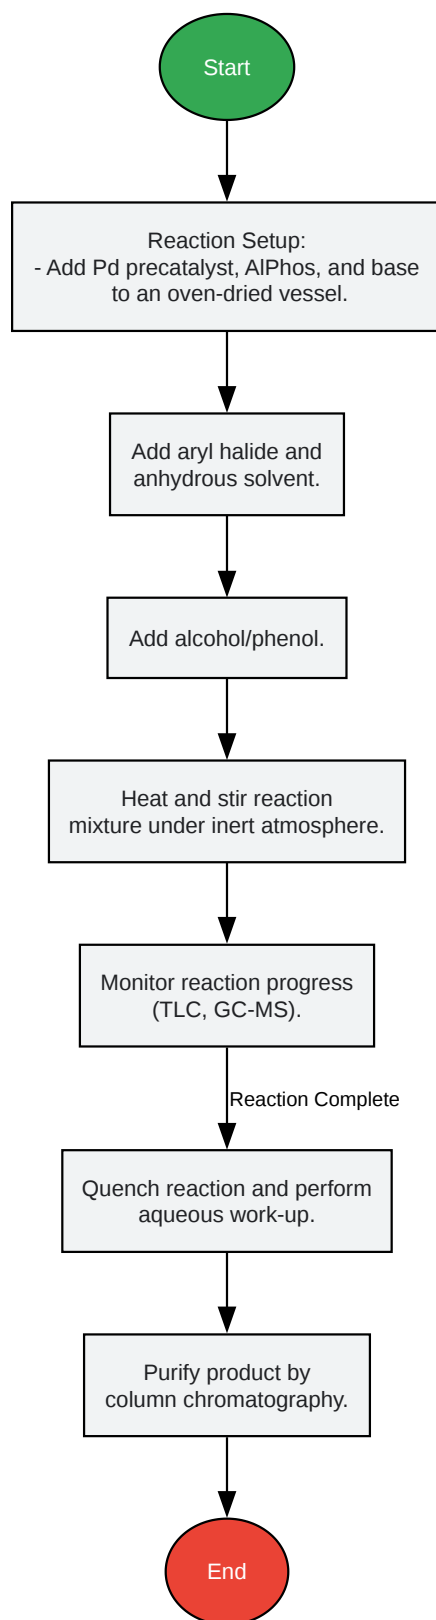 Start
Reaction Setup:
- Add Pd precatalyst, AlPhos, and base
to an oven-dried vessel.
Add aryl halide and
anhydrous solvent.
Add alcohol/phenol.
Heat and stir reaction
mixture under inert atmosphere.
Monitor reaction progress
(TLC, GC-MS).
Reaction Complete
Quench reaction and perform
aqueous work-up.
Purify product by
column chromatography.
End